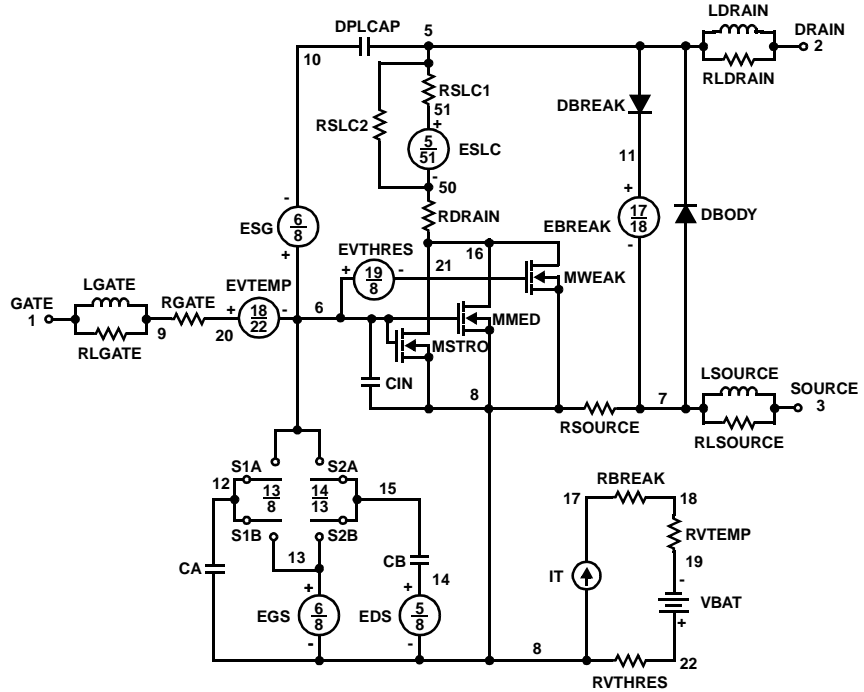 LDRAIN
DPLCAP
5
DRAIN
2
10
RLDRAIN
RSLC1
51
RSLC2
+
5
51
ESLC
-
50
DBREAK
11
+
17
18
EBREAK
-
DBODY
RDRAIN
-
6
8
ESG
+
EVTHRES
+
19
8
-
16
21
MWEAK
LGATE
GATE
1
RLGATE
9
RGATE
20
EVTEMP
+
18
22
-
6
MMED
MSTRO
CIN
8
RSOURCE
7
LSOURCE
SOURCE
3
RLSOURCE
S1A
S2A
12
13
8
14
13
15
S1B
S2B
13
CA
CB
14
+
EGS
6
8
-
+
EDS
5
8
-
RBREAK
17
18
RVTEMP
19
IT
-
VBAT
+
8
22
RVTHRES